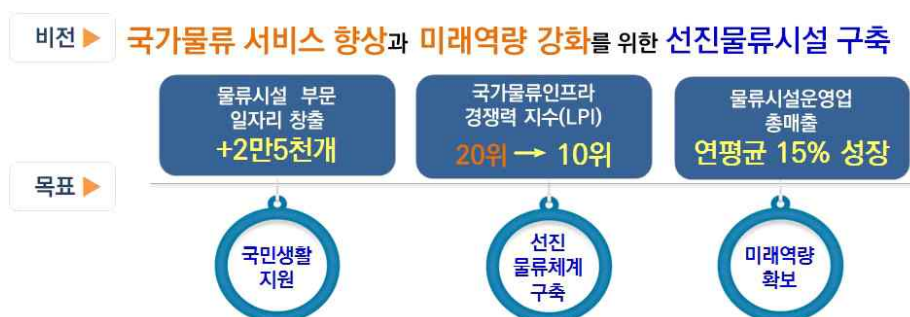 비전 ▶ 국가물류 서비스 향상과 미래역량 강화를 위한 선진물류시설 구축
물류시설 부문
일자리 창출
+2만5천개
국가물류인프라
경쟁력 지수(LPI)
20위 → 10위
물류시설운영업
총매출
연평균 15% 성장
목표 ▶
국민생활
지원
선진
물류체계
구축
미래역량
확보